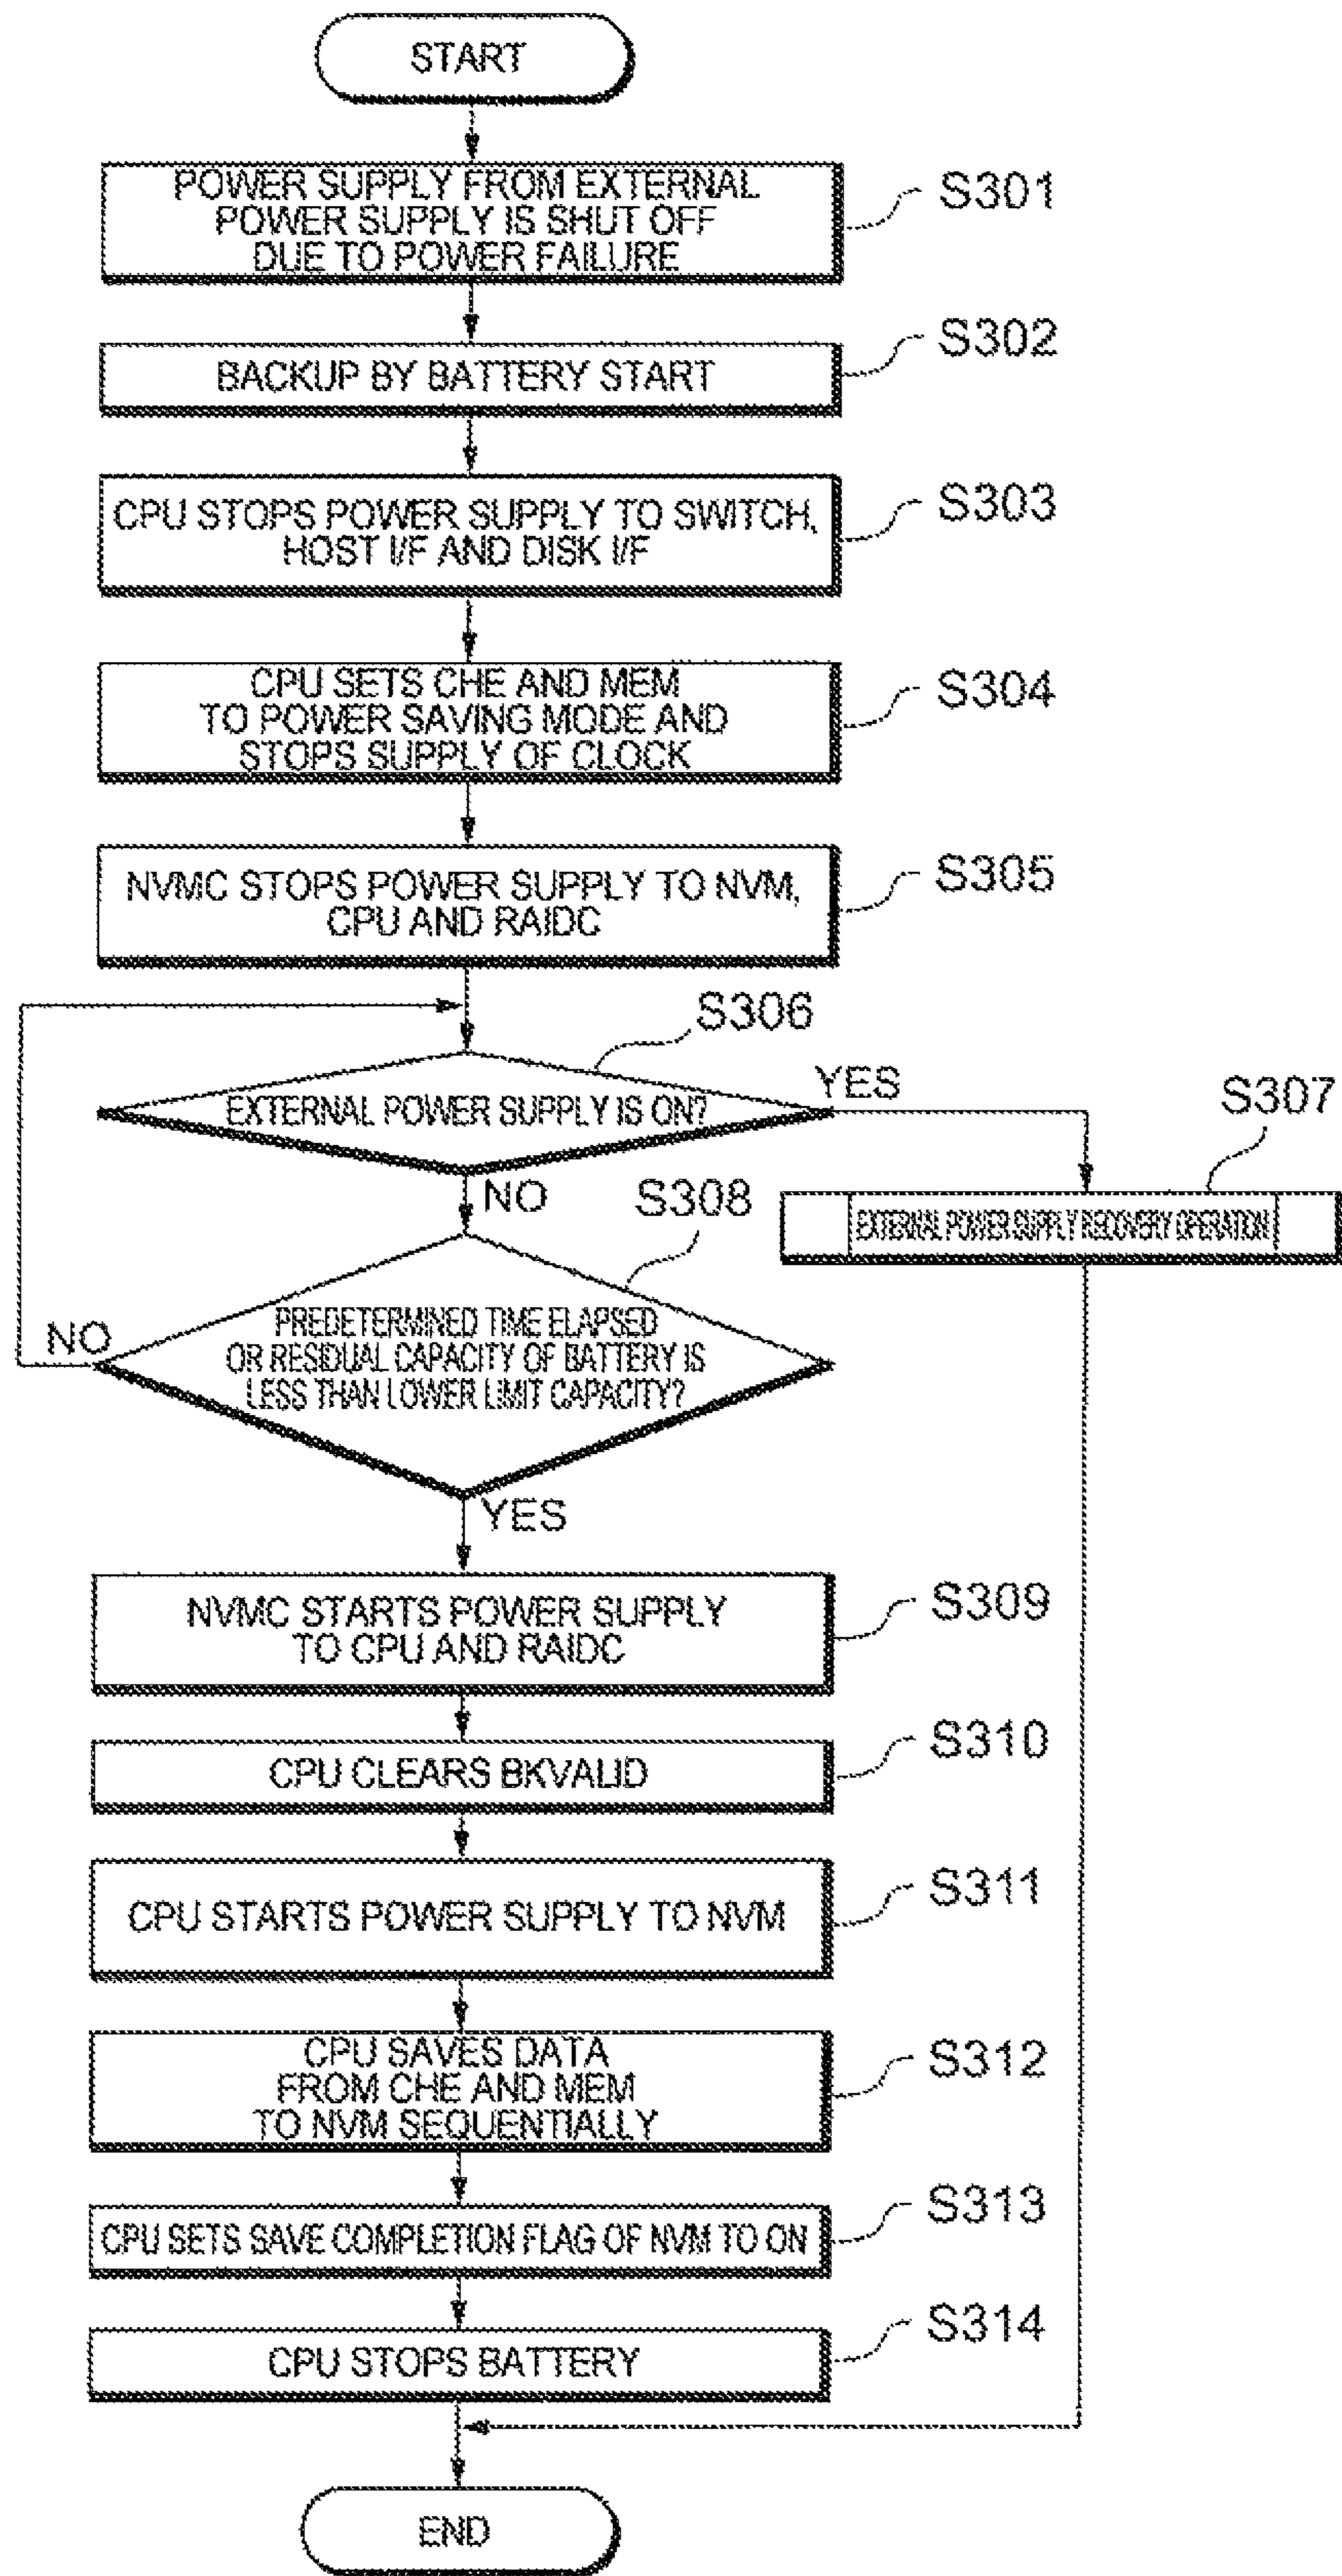 START
POWER SUPPLY FROM EXTERNAL
POWER SUPPLY IS SHUT OFF
DUE TO POWER FAILURE
S301
BACKUP BY BATTERY START
S302
CPU STOPS POWER SUPPLY TO SWITCH,
HOST I/F AND DISK I/F
S303
CPU SETS CHE AND MEM
TO POWER SAVING MODE AND
STOPS SUPPLY OF CLOCK
S304
NVMC STOPS POWER SUPPLY TO NVM,
CPU AND RAIDC
S305
S306
EXTERNAL POWER SUPPLY IS ON?
YES
S307
EXTERNAL POWER SUPPLY RECOVERY OPERATION
NO
S308
PREDETERMINED TIME ELAPSED
OR RESIDUAL CAPACITY OF BATTERY IS
LESS THAN LOWER LIMIT CAPACITY?
NO
YES
NVMC STARTS POWER SUPPLY
TO CPU AND RAIDC
S309
CPU CLEARS BKVALID
S310
CPU STARTS POWER SUPPLY TO NVM
S311
CPU SAVES DATA
FROM CHE AND MEM
TO NVM SEQUENTIALLY
S312
CPU SETS SAVE COMPLETION FLAG OF NVM TO ON
S313
CPU STOPS BATTERY
S314
END